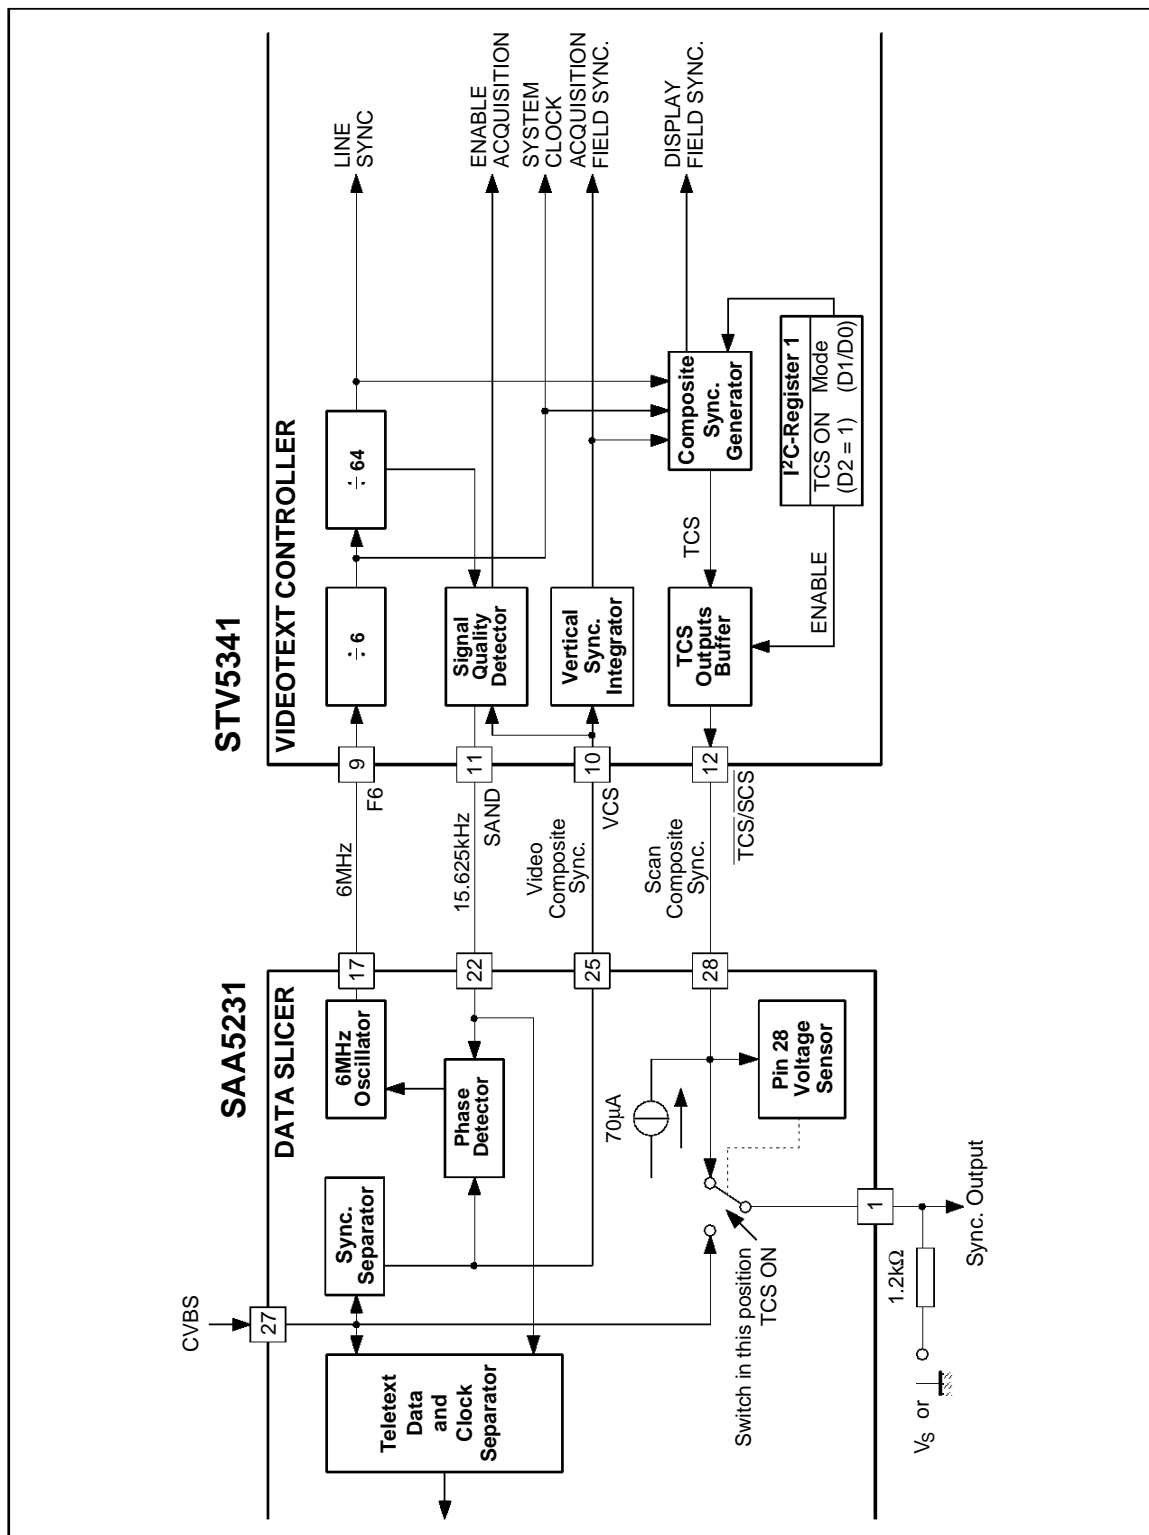 SAA5231
DATA SLICER
CVBS
27
Teletext
Data
and
Clock
Separator
Sync.
Separator
Phase
Detector
6MHz
Oscillator
17
22
25
28
70µA
Pin 28
Voltage
Sensor
Switch in this position
TCS ON
1
Sync. Output
1.2kΩ
VS or
6MHz
15.625kHz
Video
Composite
Sync.
Scan
Composite
Sync.
STV5341
VIDEOTEXT CONTROLLER
9
F6
11
SAND
10
VCS
12
TCS/SCS
÷ 6
÷ 64
Signal
Quality
Detector
Vertical
Sync.
Integrator
TCS
Outputs
Buffer
TCS
Composite
Sync.
Generator
ENABLE
I²C-Register 1
TCS ON Mode
(D2 = 1) (D1/D0)
LINE
SYNC
ENABLE
ACQUISITION
SYSTEM
CLOCK
ACQUISITION
FIELD SYNC.
DISPLAY
FIELD SYNC.